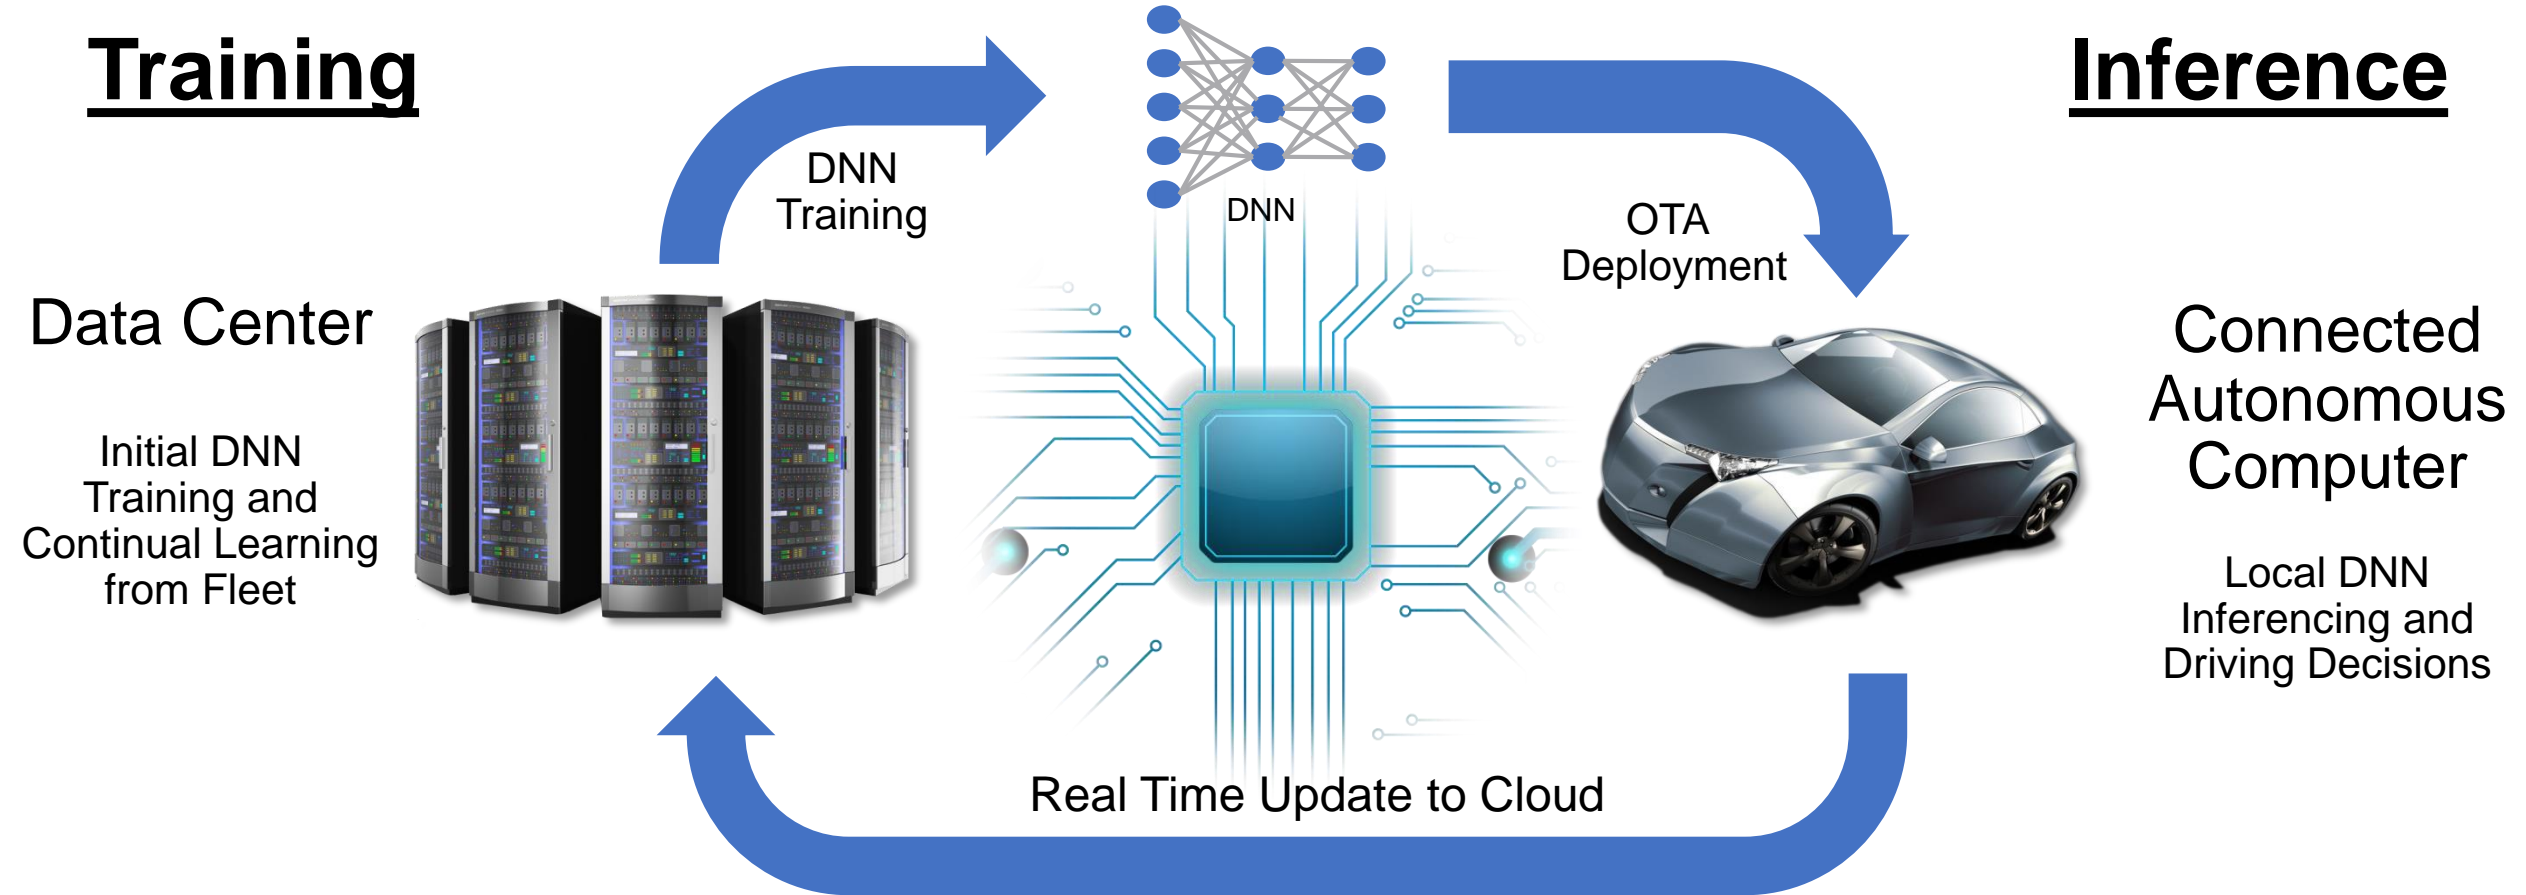 Training
Inference
DNN
Training
DNN
OTA
Deployment
Data Center
Initial DNN
Training and
Continual Learning
from Fleet
Connected
Autonomous
Computer
Local DNN
Inferencing and
Driving Decisions
Real Time Update to Cloud